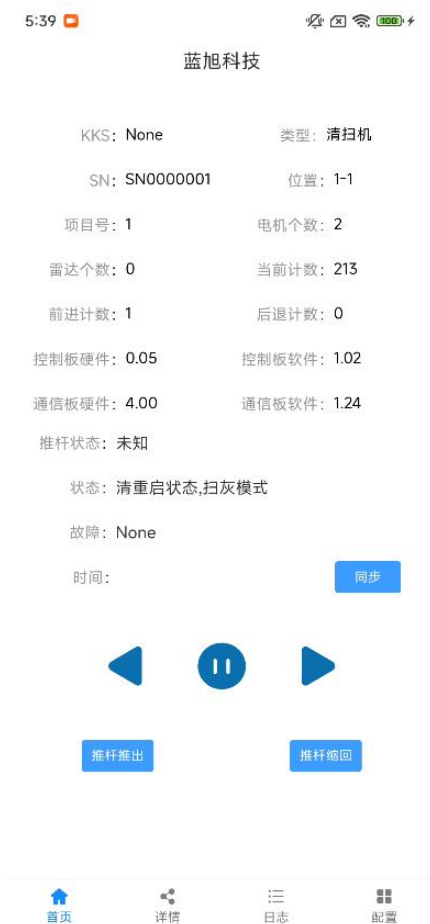 5:39
100
蓝旭科技
KKS: None 类型: 清扫机
SN: SN0000001 位置: 1-1
项目号: 1 电机个数: 2
雷达个数: 0 当前计数: 213
前进计数: 1 后退计数: 0
控制板硬件: 0.05 控制板软件: 1.02
通信板硬件: 4.00 通信板软件: 1.24
推杆状态: 未知
状态: 清重启状态,扫灰模式
故障: None
时间: 同步
推杆推出 推杆缩回
首页 详情 日志 配置